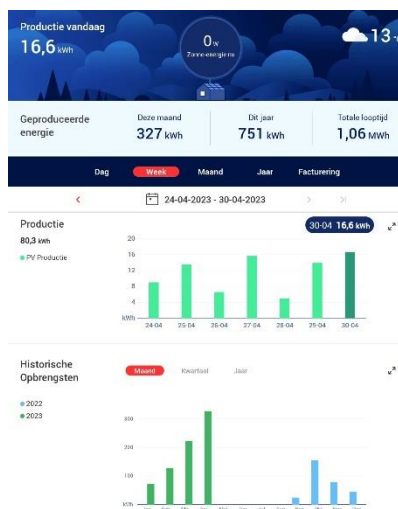 Productie vandaag
16,6 kWh
0 w
Zonne-energie nu
13
Geproduceerde
energie
Deze maand
327 kWh
Dit jaar
751 kWh
Totale looptijd
1,06 MWh
Dag
Week
Maand
Jaar
Facturering
24-04-2023 - 30-04-2023
Productie
80,3 kWh
PV Productie
30-04 16,6 kWh
20
16
12
8
4
kWh
24-04
25-04
26-04
27-04
28-04
29-04
30-04
Historische
Opbrengsten
Maand
Kwartaal
Jaar
2022
2023
300
200
100
kWh